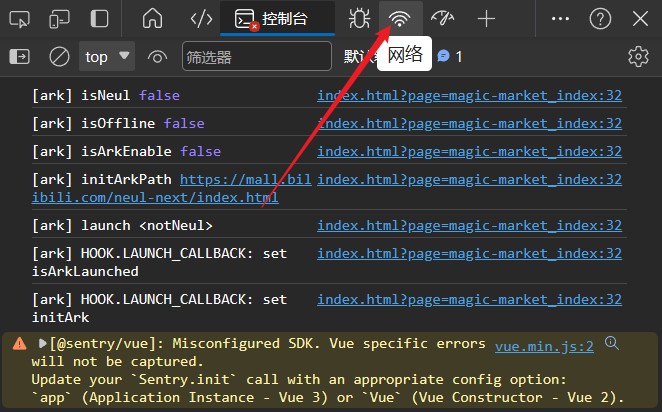 控制台
top
筛选器
默认
网络
1
[ark] isNeul false index.html?page=magic-market_index:32
[ark] isOffline false index.html?page=magic-market_index:32
[ark] isArkEnable false index.html?page=magic-market_index:32
[ark] initArkPath https://mall.bil index.html?page=magic-market_index:32
ibili.com/neul-next/index.html
[ark] launch <notNeul> index.html?page=magic-market_index:32
[ark] HOOK.LAUNCH_CALLBACK: set index.html?page=magic-market_index:32
isArkLaunched
[ark] HOOK.LAUNCH_CALLBACK: set index.html?page=magic-market_index:32
initArk
[@sentry/vue]: Misconfigured SDK. Vue specific errors vue.min.js:2
will not be captured.
Update your `Sentry.init` call with an appropriate config option:
`app` (Application Instance - Vue 3) or `Vue` (Vue Constructor - Vue 2).